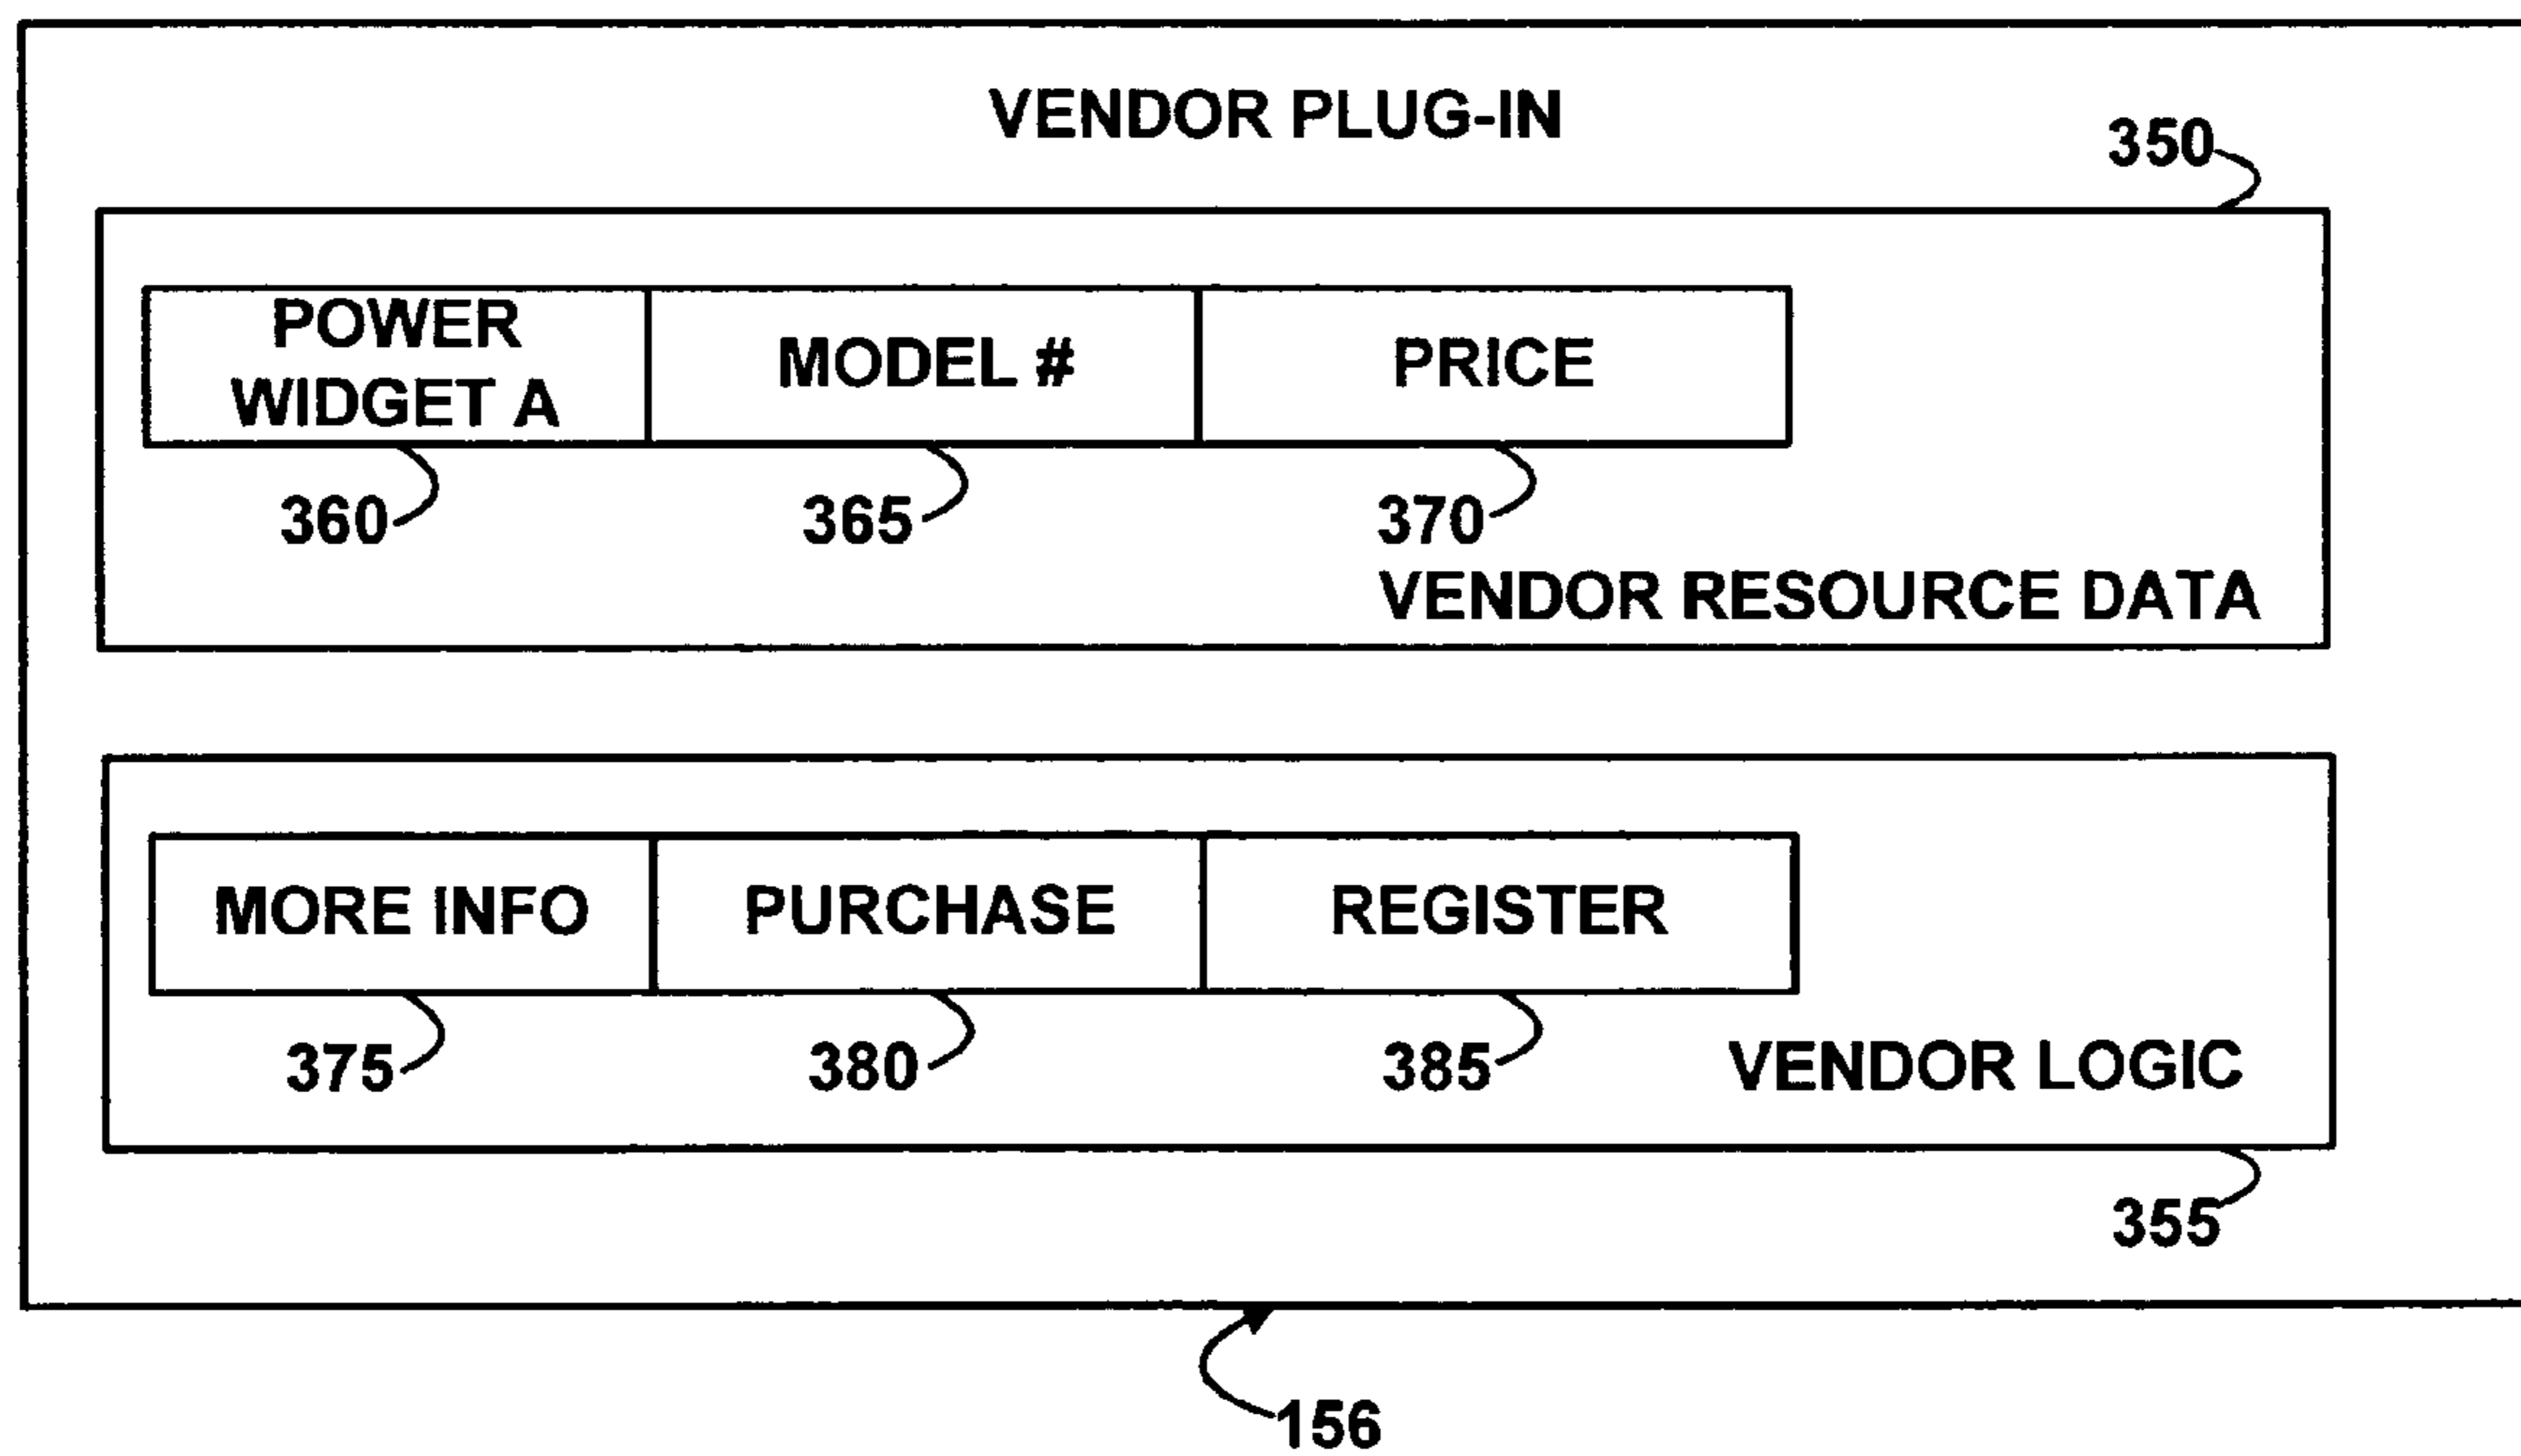 VENDOR PLUG-IN
350
POWER
WIDGET A
MODEL #
PRICE
360
365
370
VENDOR RESOURCE DATA
MORE INFO
PURCHASE
REGISTER
375
380
385
VENDOR LOGIC
355
156